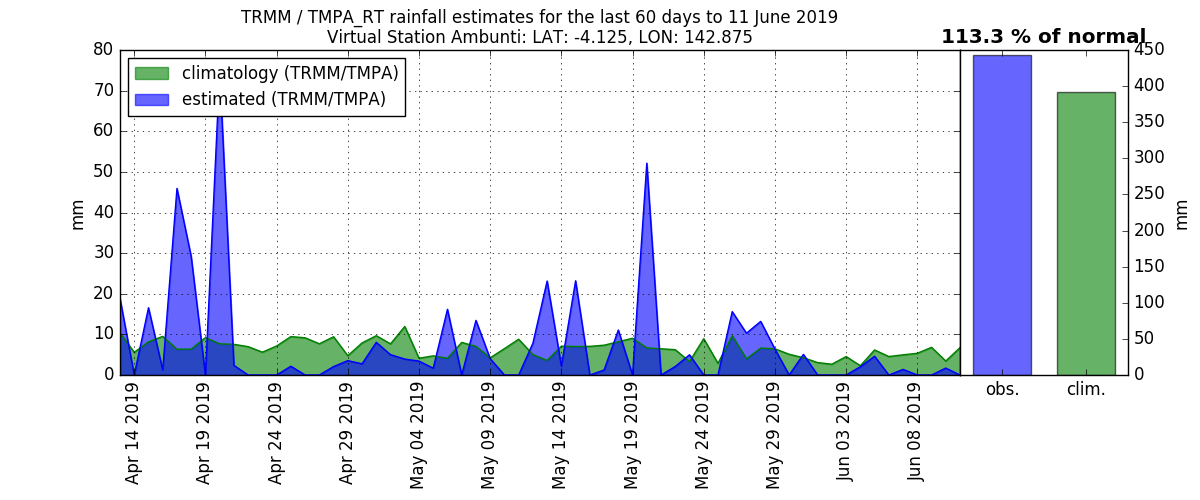 TRMM / TMPA_RT rainfall estimates for the last 60 days to 11 June 2019
Virtual Station Ambunti: LAT: -4.125, LON: 142.875
113.3 % of normal
climatology (TRMM/TMPA)
estimated (TRMM/TMPA)
80
70
60
50
40
30
20
10
0
mm
Apr 14 2019
Apr 19 2019
Apr 24 2019
Apr 29 2019
May 04 2019
May 09 2019
May 14 2019
May 19 2019
May 24 2019
May 29 2019
Jun 03 2019
Jun 08 2019
450
400
350
300
250
200
150
100
50
0
mm
obs.
clim.